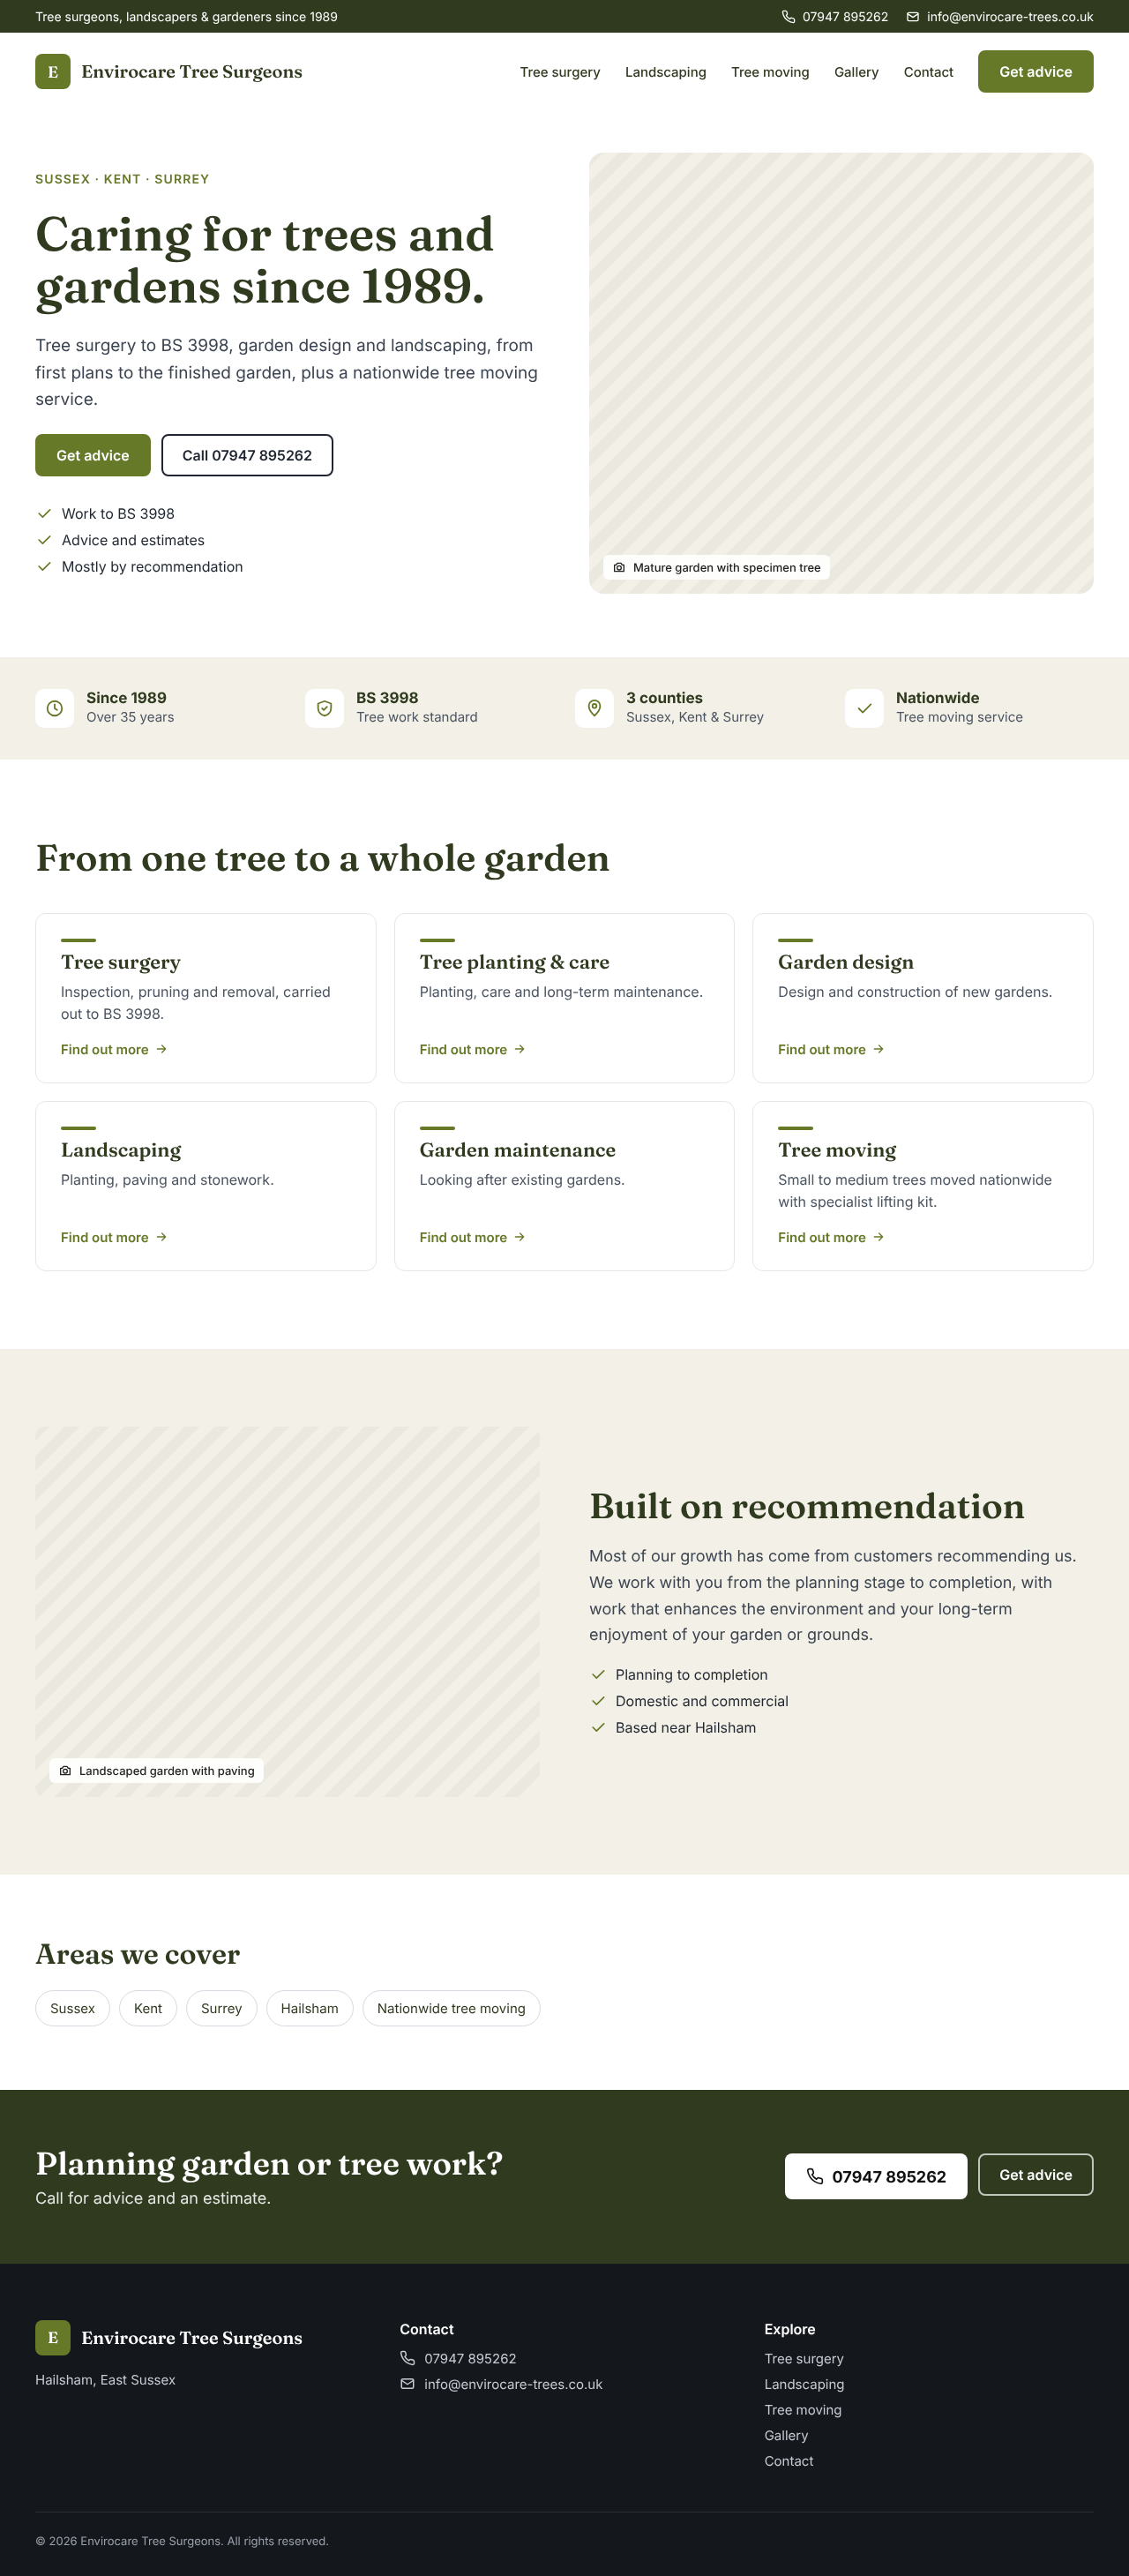 Tree surgeons, landscapers & gardeners since 1989
07947 895262
info@envirocare-trees.co.uk
E
Envirocare Tree Surgeons
Tree surgery
Landscaping
Tree moving
Gallery
Contact
Get advice
SUSSEX · KENT · SURREY
Caring for trees and
gardens since 1989.
Tree surgery to BS 3998, garden design and landscaping, from
first plans to the finished garden, plus a nationwide tree moving
service.
Get advice
Call 07947 895262
Work to BS 3998
Advice and estimates
Mostly by recommendation
Mature garden with specimen tree
Since 1989
Over 35 years
BS 3998
Tree work standard
3 counties
Sussex, Kent & Surrey
Nationwide
Tree moving service
From one tree to a whole garden
Tree surgery
Inspection, pruning and removal, carried
out to BS 3998.
Find out more
Tree planting & care
Planting, care and long-term maintenance.
Find out more
Garden design
Design and construction of new gardens.
Find out more
Landscaping
Planting, paving and stonework.
Find out more
Garden maintenance
Looking after existing gardens.
Find out more
Tree moving
Small to medium trees moved nationwide
with specialist lifting kit.
Find out more
Landscaped garden with paving
Built on recommendation
Most of our growth has come from customers recommending us.
We work with you from the planning stage to completion, with
work that enhances the environment and your long-term
enjoyment of your garden or grounds.
Planning to completion
Domestic and commercial
Based near Hailsham
Areas we cover
Sussex
Kent
Surrey
Hailsham
Nationwide tree moving
Planning garden or tree work?
Call for advice and an estimate.
07947 895262
Get advice
E
Envirocare Tree Surgeons
Hailsham, East Sussex
Contact
07947 895262
info@envirocare-trees.co.uk
Explore
Tree surgery
Landscaping
Tree moving
Gallery
Contact
© 2026 Envirocare Tree Surgeons. All rights reserved.